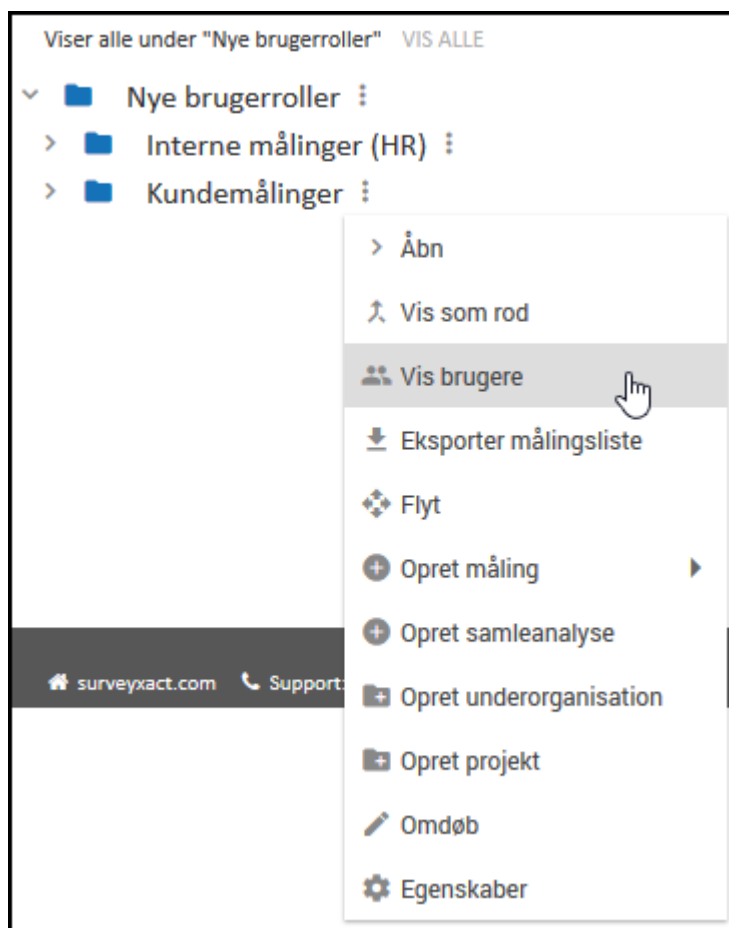 Viser alle under "Nye brugerroller" VIS ALLE
Nye brugerroller
Interne målinger (HR)
Kundemålinger
Åbn
Vis som rod
Vis brugere
Eksporter målingsliste
Flyt
Opret måling
Opret samleanalyse
surveyxact.com Support:
Opret underorganisation
Opret projekt
Omdøb
Egenskaber